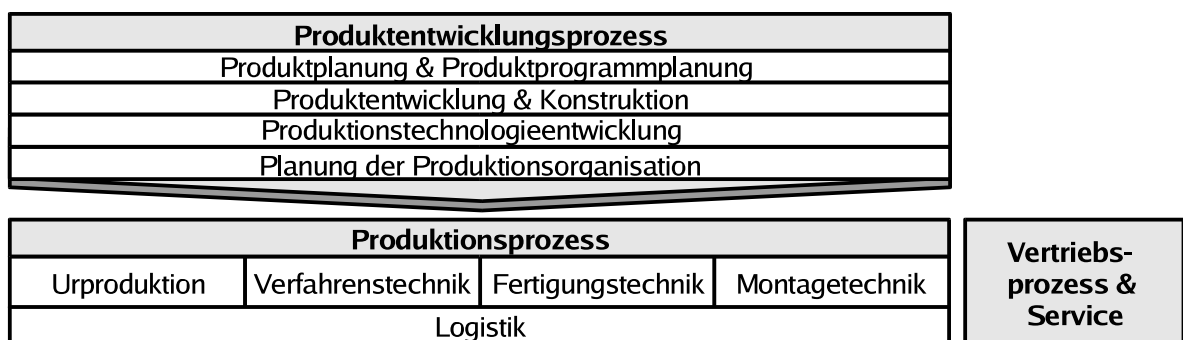 Produktentwicklungsprozess
Produktplanung & Produktprogrammplanung
Produktentwicklung & Konstruktion
Produktionstechnologieentwicklung
Planung der Produktionsorganisation
Produktionsprozess
Urproduktion
Verfahrenstechnik
Fertigungstechnik
Montagetechnik
Logistik
Vertriebs-
prozess &
Service